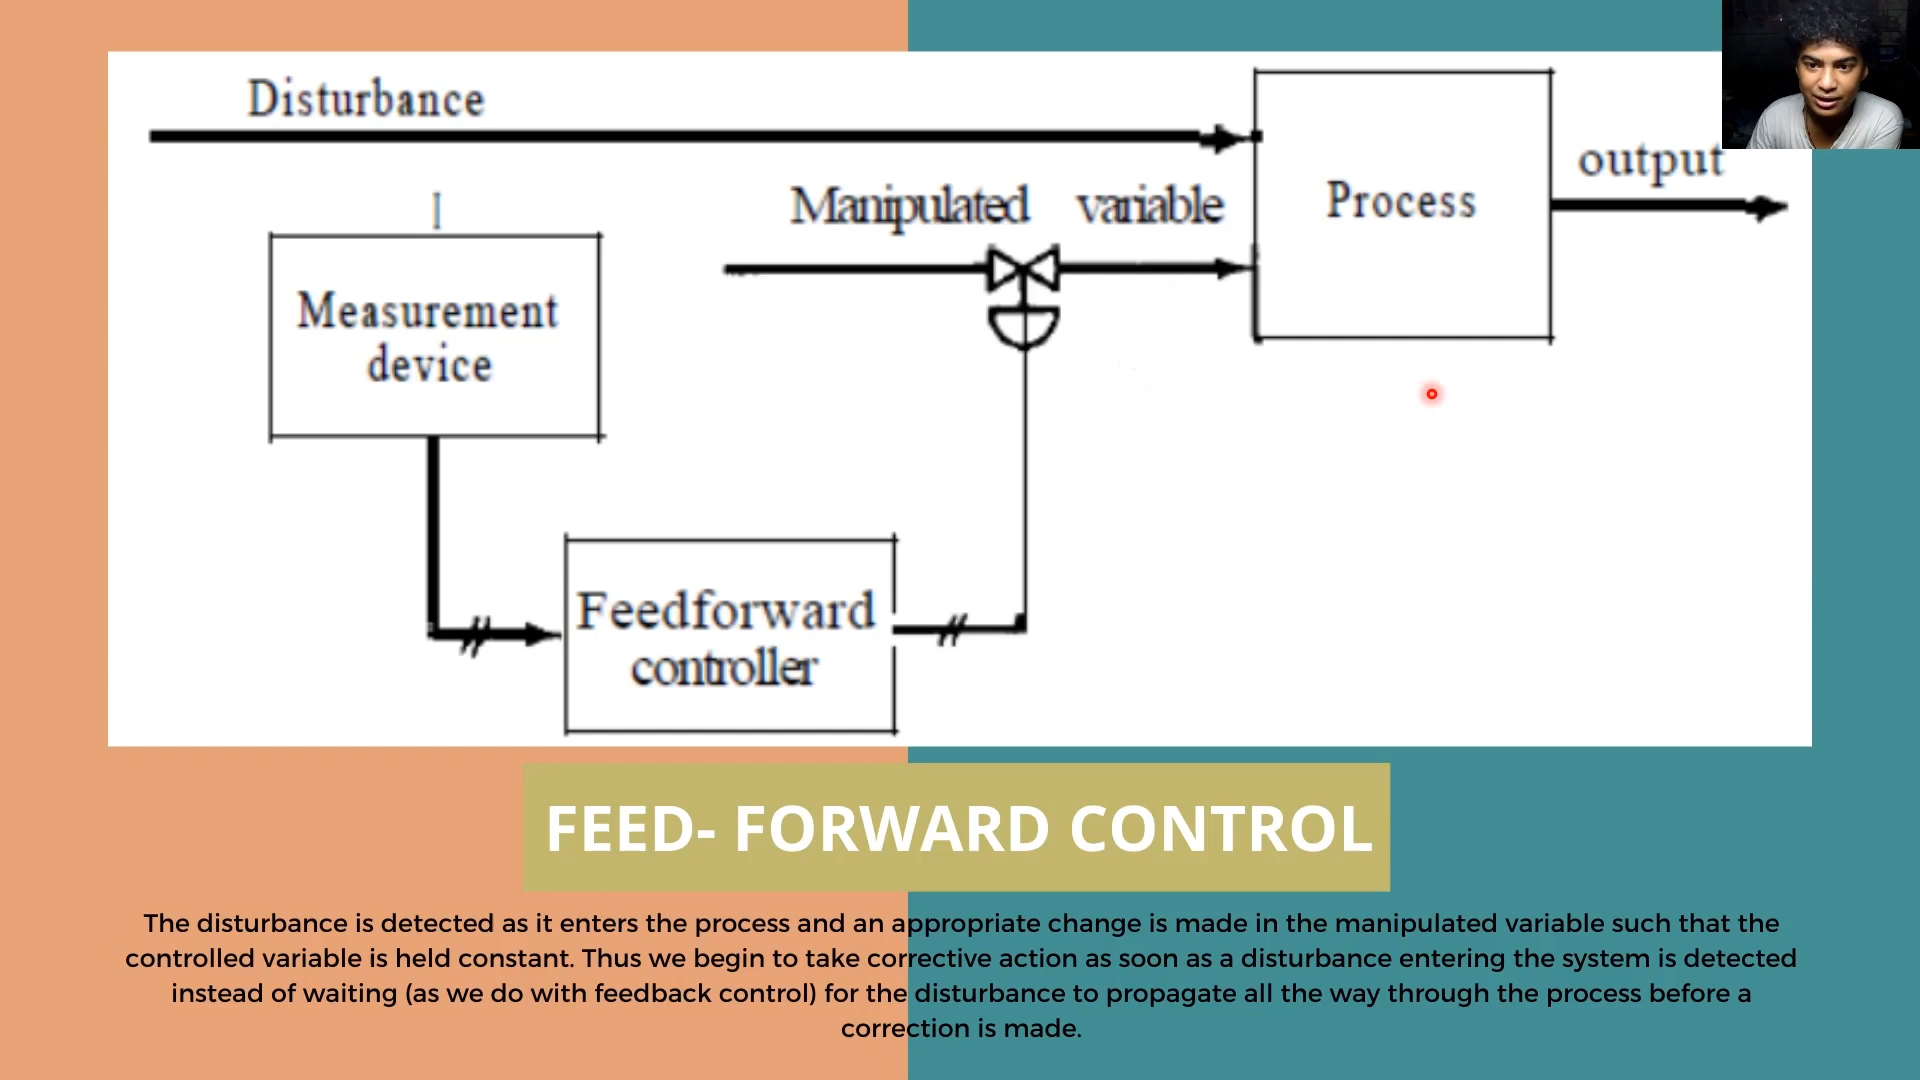 Disturbance
output
Manipulated variable
Process
Measurement
device
Feedforward
controller
FEED- FORWARD CONTROL
The disturbance is detected as it enters the process and an appropriate change is made in the manipulated variable such that the
controlled variable is held constant. Thus we begin to take corrective action as soon as a disturbance entering the system is detected
instead of waiting (as we do with feedback control) for the disturbance to propagate all the way through the process before a
correction is made.